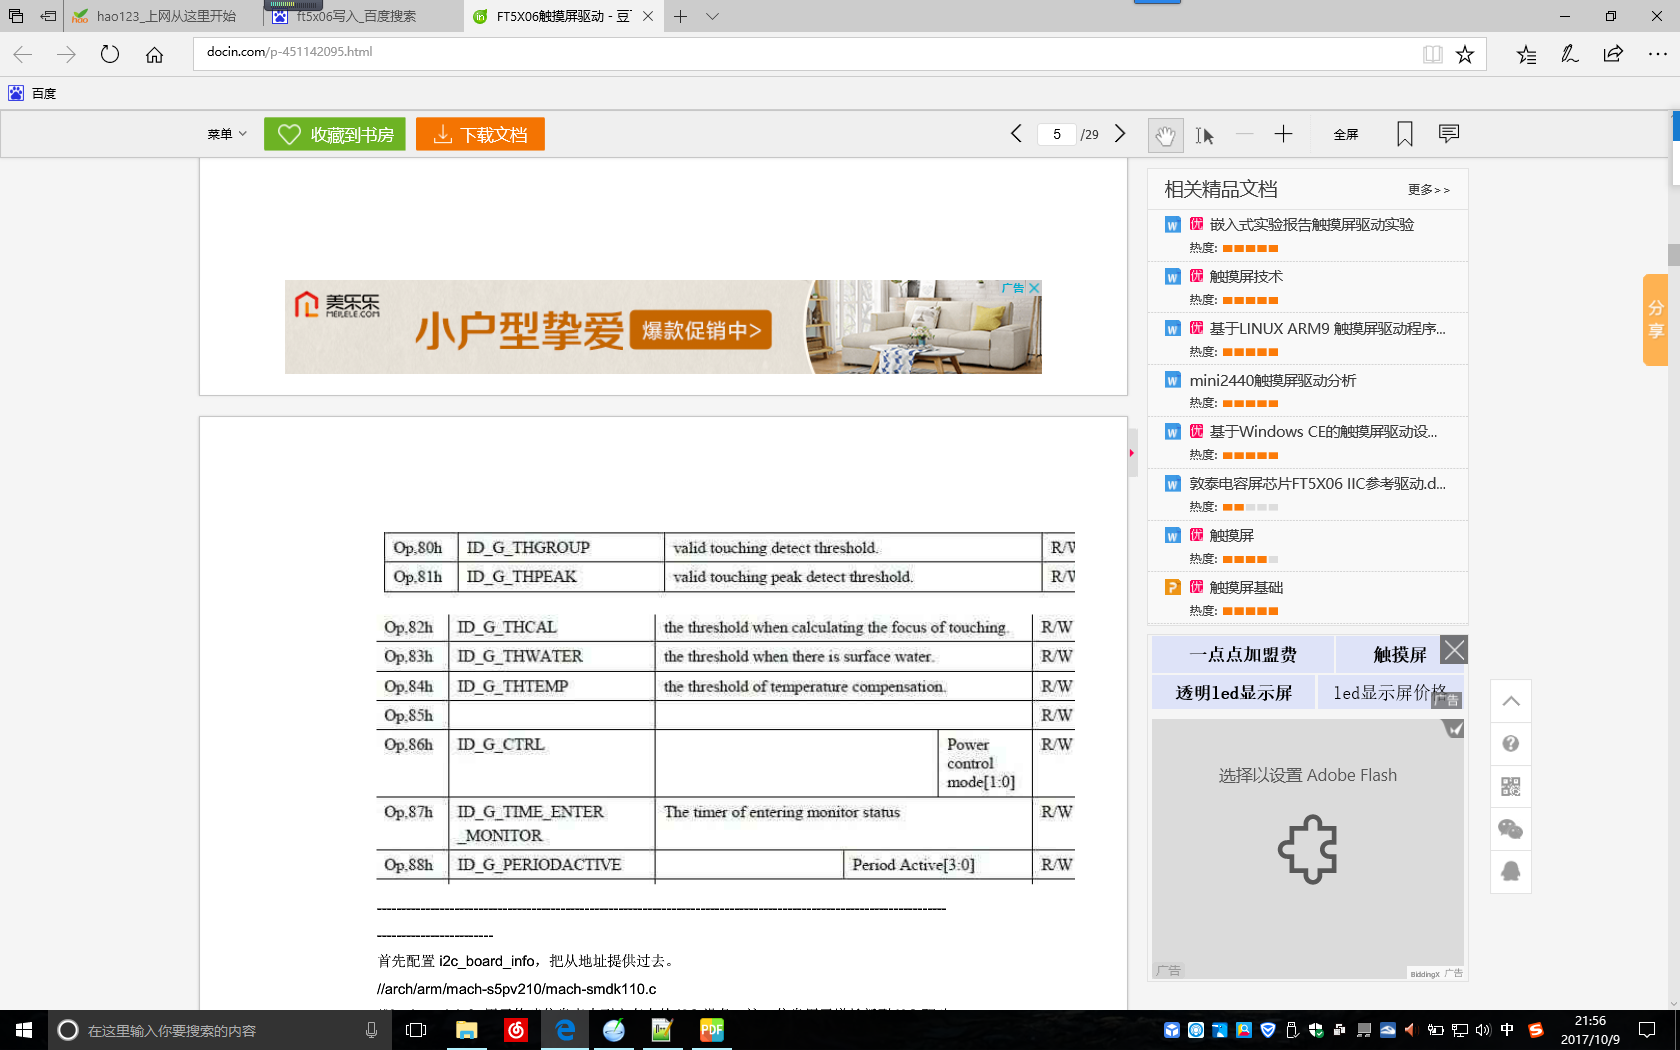 hao123_上网从这里开始
ft5x06写入_百度搜索
FT5X06触摸屏驱动 - 豆
docin.com/p-451142095.html
百度
菜单
收藏到书房
下载文档
5 /29
全屏
美乐乐
MEILELE.COM
小户型挚爱
爆款促销中>
广告
Op,80h ID_G_THGROUP valid touching detect threshold. R/W
Op,81h ID_G_THPEAK valid touching peak detect threshold. R/W
Op,82h ID_G_THCAL the threshold when calculating the focus of touching. R/W
Op,83h ID_G_THWATER the threshold when there is surface water. R/W
Op,84h ID_G_THTEMP the threshold of temperature compensation. R/W
Op,85h R/W
Op,86h ID_G_CTRL Power R/W
control
mode[1:0]
Op,87h ID_G_TIME_ENTER The timer of entering monitor status R/W
_MONITOR
Op,88h ID_G_PERIODACTIVE Period Active[3:0] R/W
首先配置 i2c_board_info，把从地址提供过去。
//arch/arm/mach-s5pv210/mach-smdk110.c
相关精品文档 更多>>
优 嵌入式实验报告触摸屏驱动实验
热度:
优 触摸屏技术
热度:
优 基于LINUX ARM9 触摸屏驱动程序...
热度:
mini2440触摸屏驱动分析
热度:
优 基于Windows CE的触摸屏驱动设...
热度:
敦泰电容屏芯片FT5X06 IIC参考驱动.d...
热度:
优 触摸屏
热度:
优 触摸屏基础
热度:
一点点加盟费 触摸屏
透明led显示屏 led显示屏价格
广告
选择以设置 Adobe Flash
广告
BiddingX 广告
分享
在这里输入你要搜索的内容
PDF
中
21:56
2017/10/9